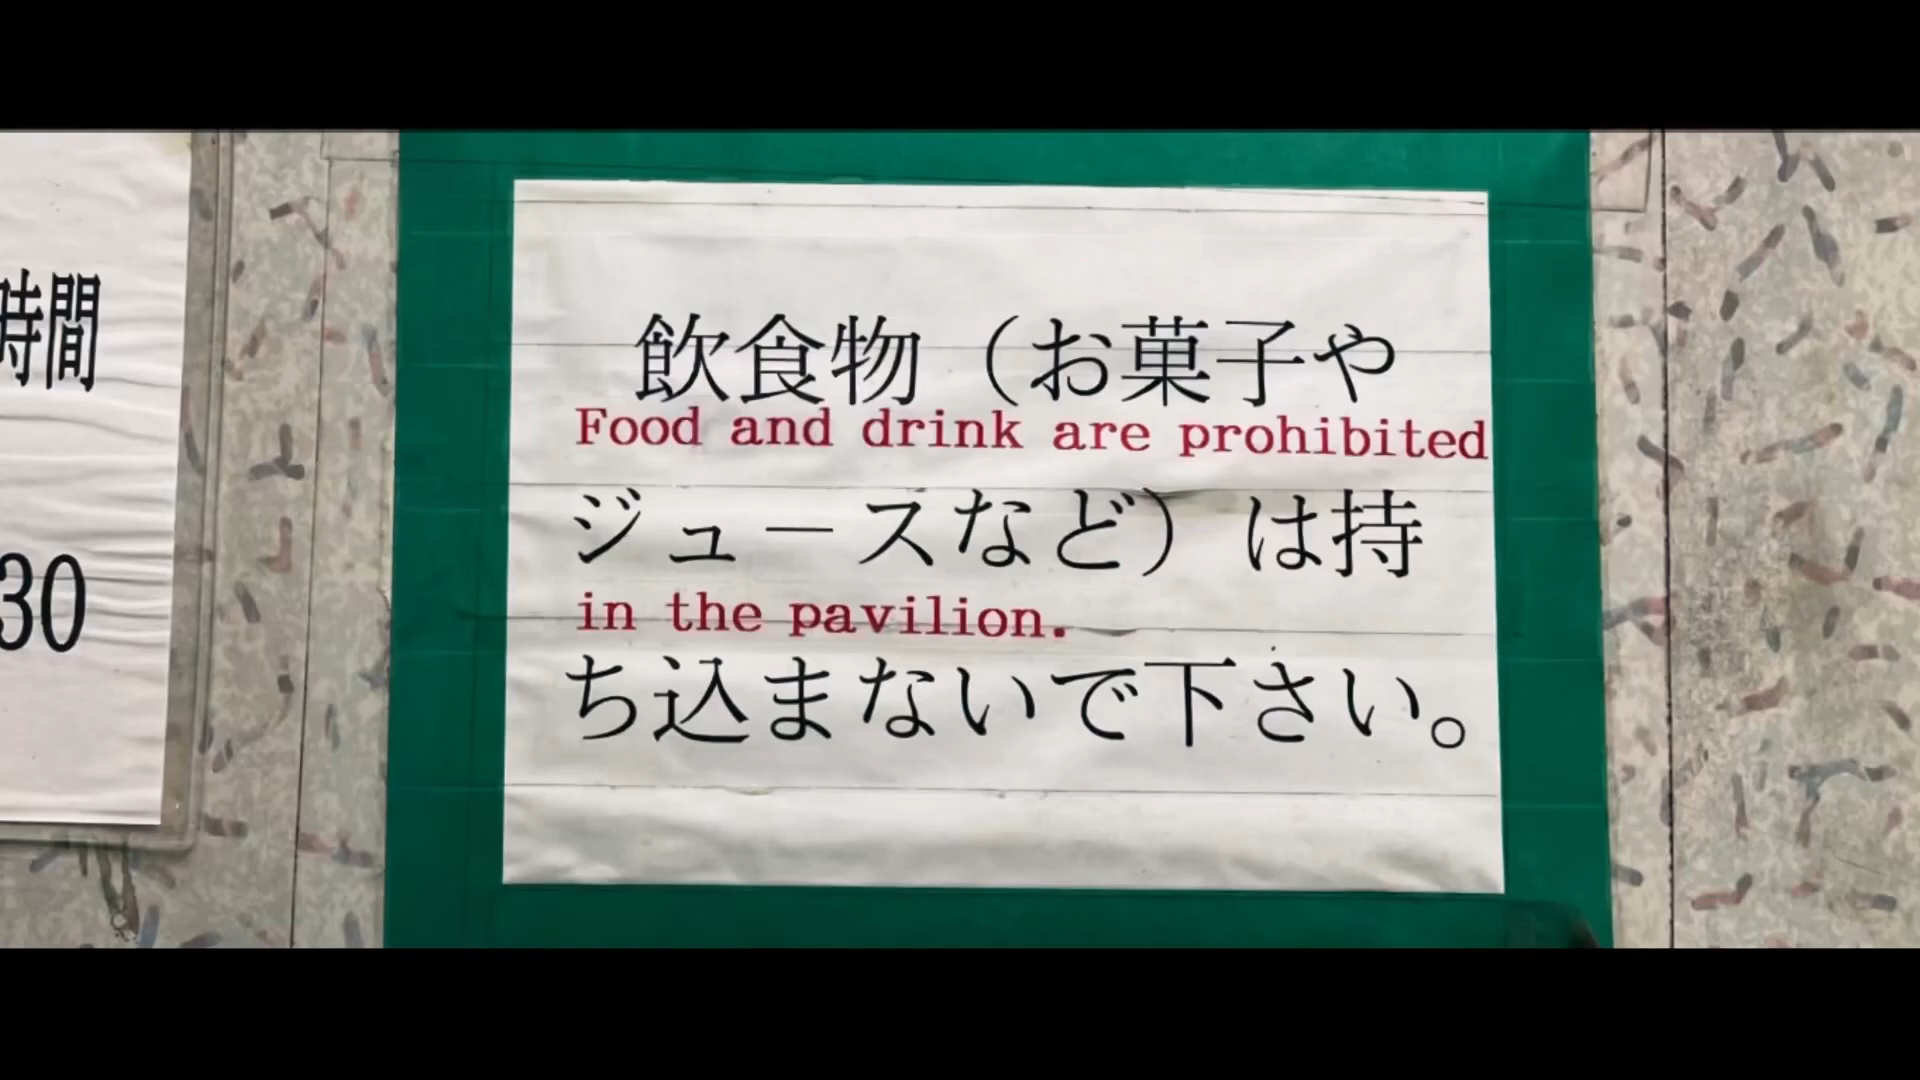 時間
30
飲食物（お菓子や
Food and drink are prohibited
ジュースなど）は持
in the pavilion.
ち込まないで下さい。